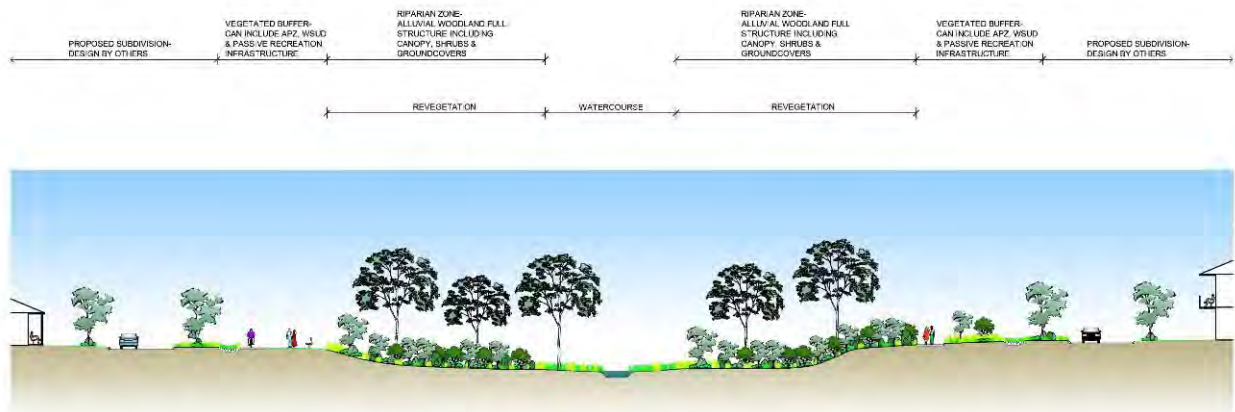 PROPOSED SUBDIVISION-
DESIGN BY OTHERS
VEGETATED BUFFER-
CAN INCLUDE APZ, WSUD
& PASSIVE RECREATION
INFRASTRUCTURE
RIPARIAN ZONE-
ALLUVIAL WOODLAND FULL
STRUCTURE INCLUDING
CANOPY, SHRUBS &
GROUNDCOVERS
RIPARIAN ZONE-
ALLUVIAL WOODLAND FULL
STRUCTURE INCLUDING
CANOPY, SHRUBS &
GROUNDCOVERS
VEGETATED BUFFER-
CAN INCLUDE APZ, WSUD
& PASSIVE RECREATION
INFRASTRUCTURE
PROPOSED SUBDIVISION-
DESIGN BY OTHERS
REVEGETATION
WATERCOURSE
REVEGETATION